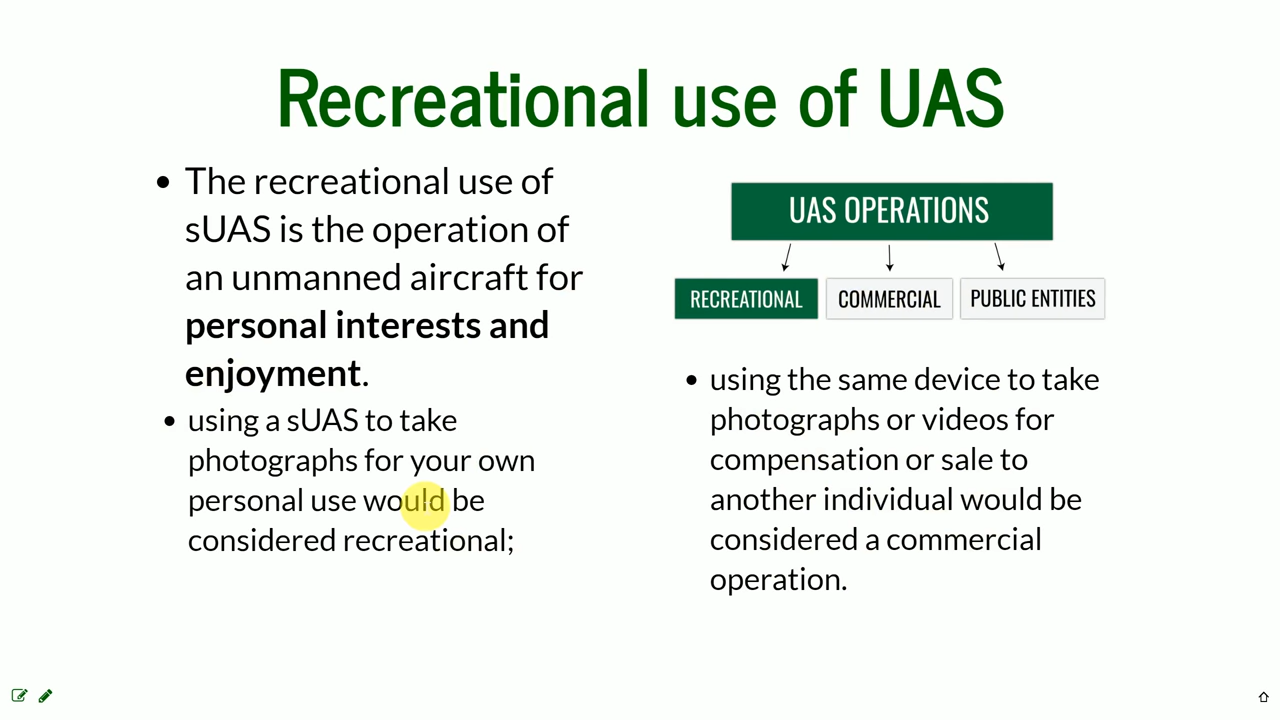 Recreational use of UAS
The recreational use of
sUAS is the operation of
an unmanned aircraft for
personal interests and
enjoyment.
using a sUAS to take
photographs for your own
personal use would be
considered recreational;
UAS OPERATIONS
RECREATIONAL
COMMERCIAL
PUBLIC ENTITIES
using the same device to take
photographs or videos for
compensation or sale to
another individual would be
considered a commercial
operation.